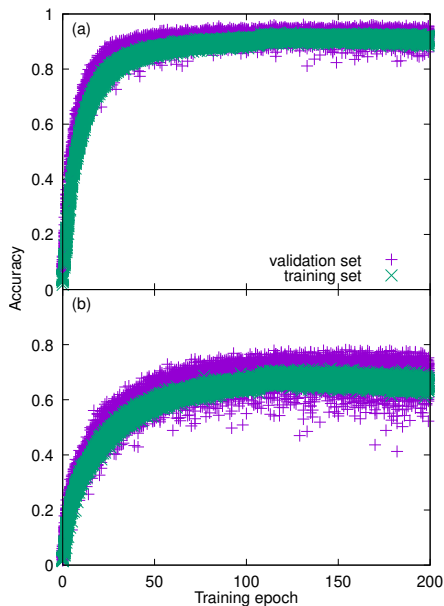 1
(a)
0.8
0.6
0.4
Accuracy
0.2
validation set
training set
0
(b)
0.8
0.6
0.4
0.2
0
0 50 100 150 200
Training epoch